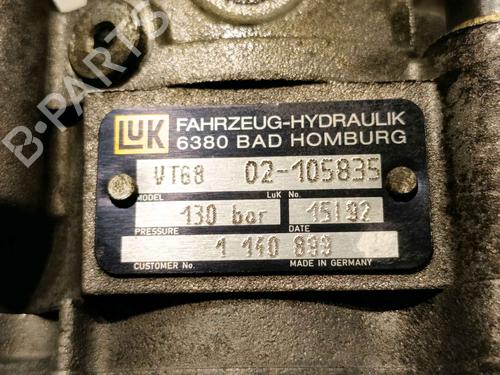 B-PARTS
LUK FAHRZEUG-HYDRAULIK
6380 BAD HOMBURG
VT68 02-105835
MODEL LuK No.
130 bar 15192
PRESSURE DATE
1 140 899
CUSTOMER No. MADE IN GERMANY